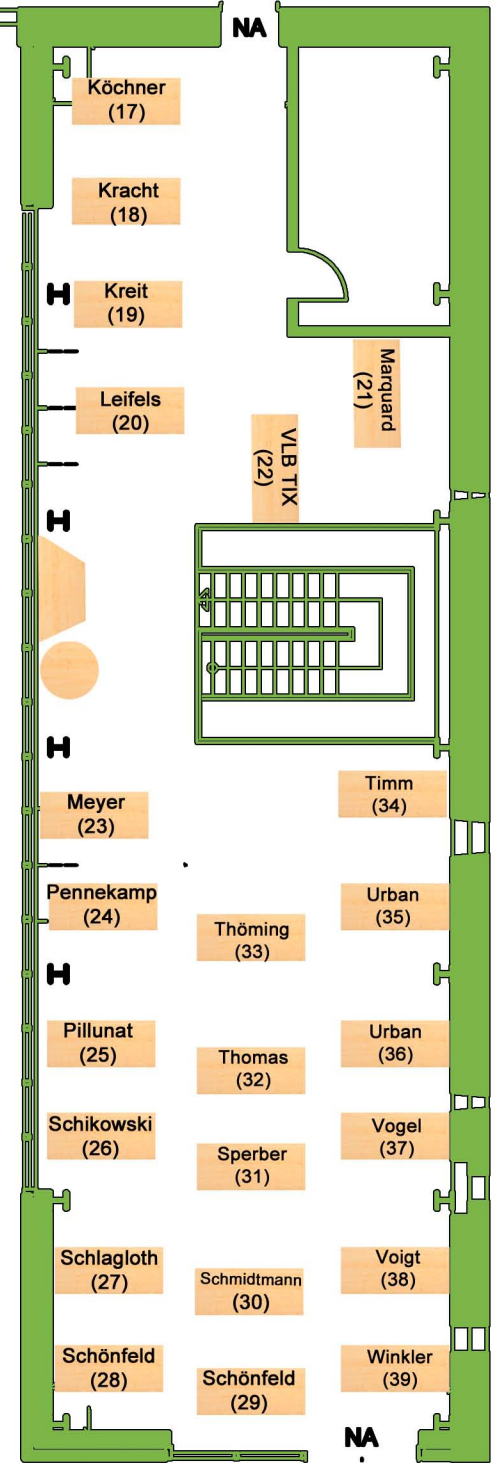 NA
Köchner
(17)
Kracht
(18)
Kreit
(19)
Leifels
(20)
Marquard
(21)
VLB TIX
(22)
Meyer
(23)
Pennekamp
(24)
Pillunat
(25)
Schikowski
(26)
Schlagloth
(27)
Schönfeld
(28)
Schönfeld
(29)
Schmidtmann
(30)
Sperber
(31)
Thomas
(32)
Thöming
(33)
Timm
(34)
Urban
(35)
Urban
(36)
Vogel
(37)
Voigt
(38)
Winkler
(39)
NA